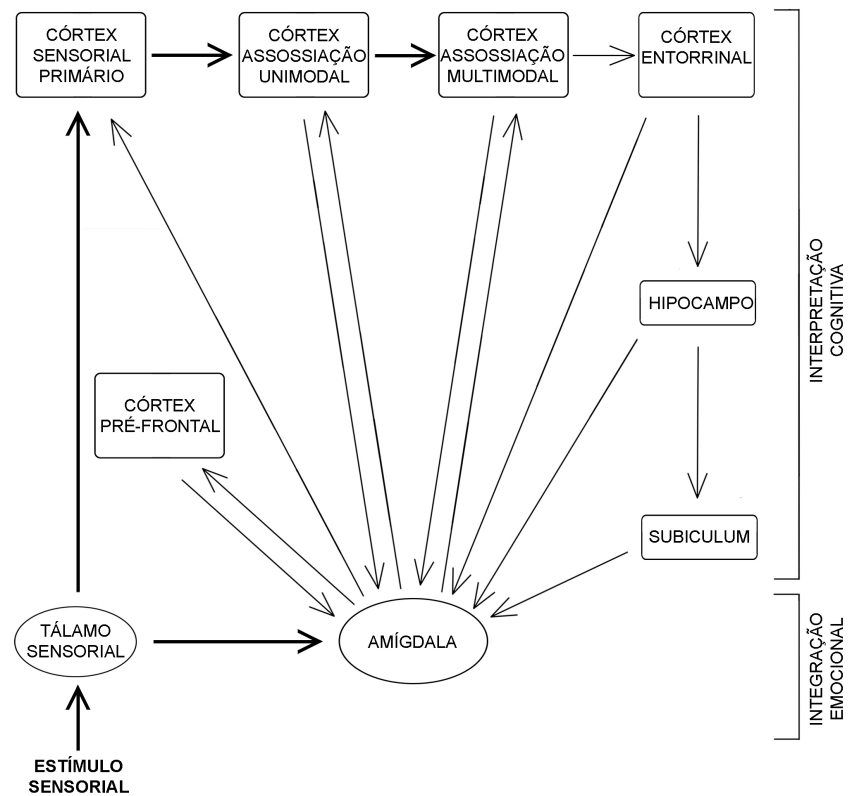 CÓRTEX
SENSORIAL
PRIMÁRIO
CÓRTEX
ASSOSSIAÇÃO
UNIMODAL
CÓRTEX
ASSOSSIAÇÃO
MULTIMODAL
CÓRTEX
ENTORRINAL
HIPOCAMPO
CÓRTEX
PRÉ-FRONTAL
SUBICULUM
TÁLAMO
SENSORIAL
AMÍGDALA
ESTÍMULO
SENSORIAL
INTERPRETAÇÃO
COGNITIVA
INTEGRAÇÃO
EMOCIONAL